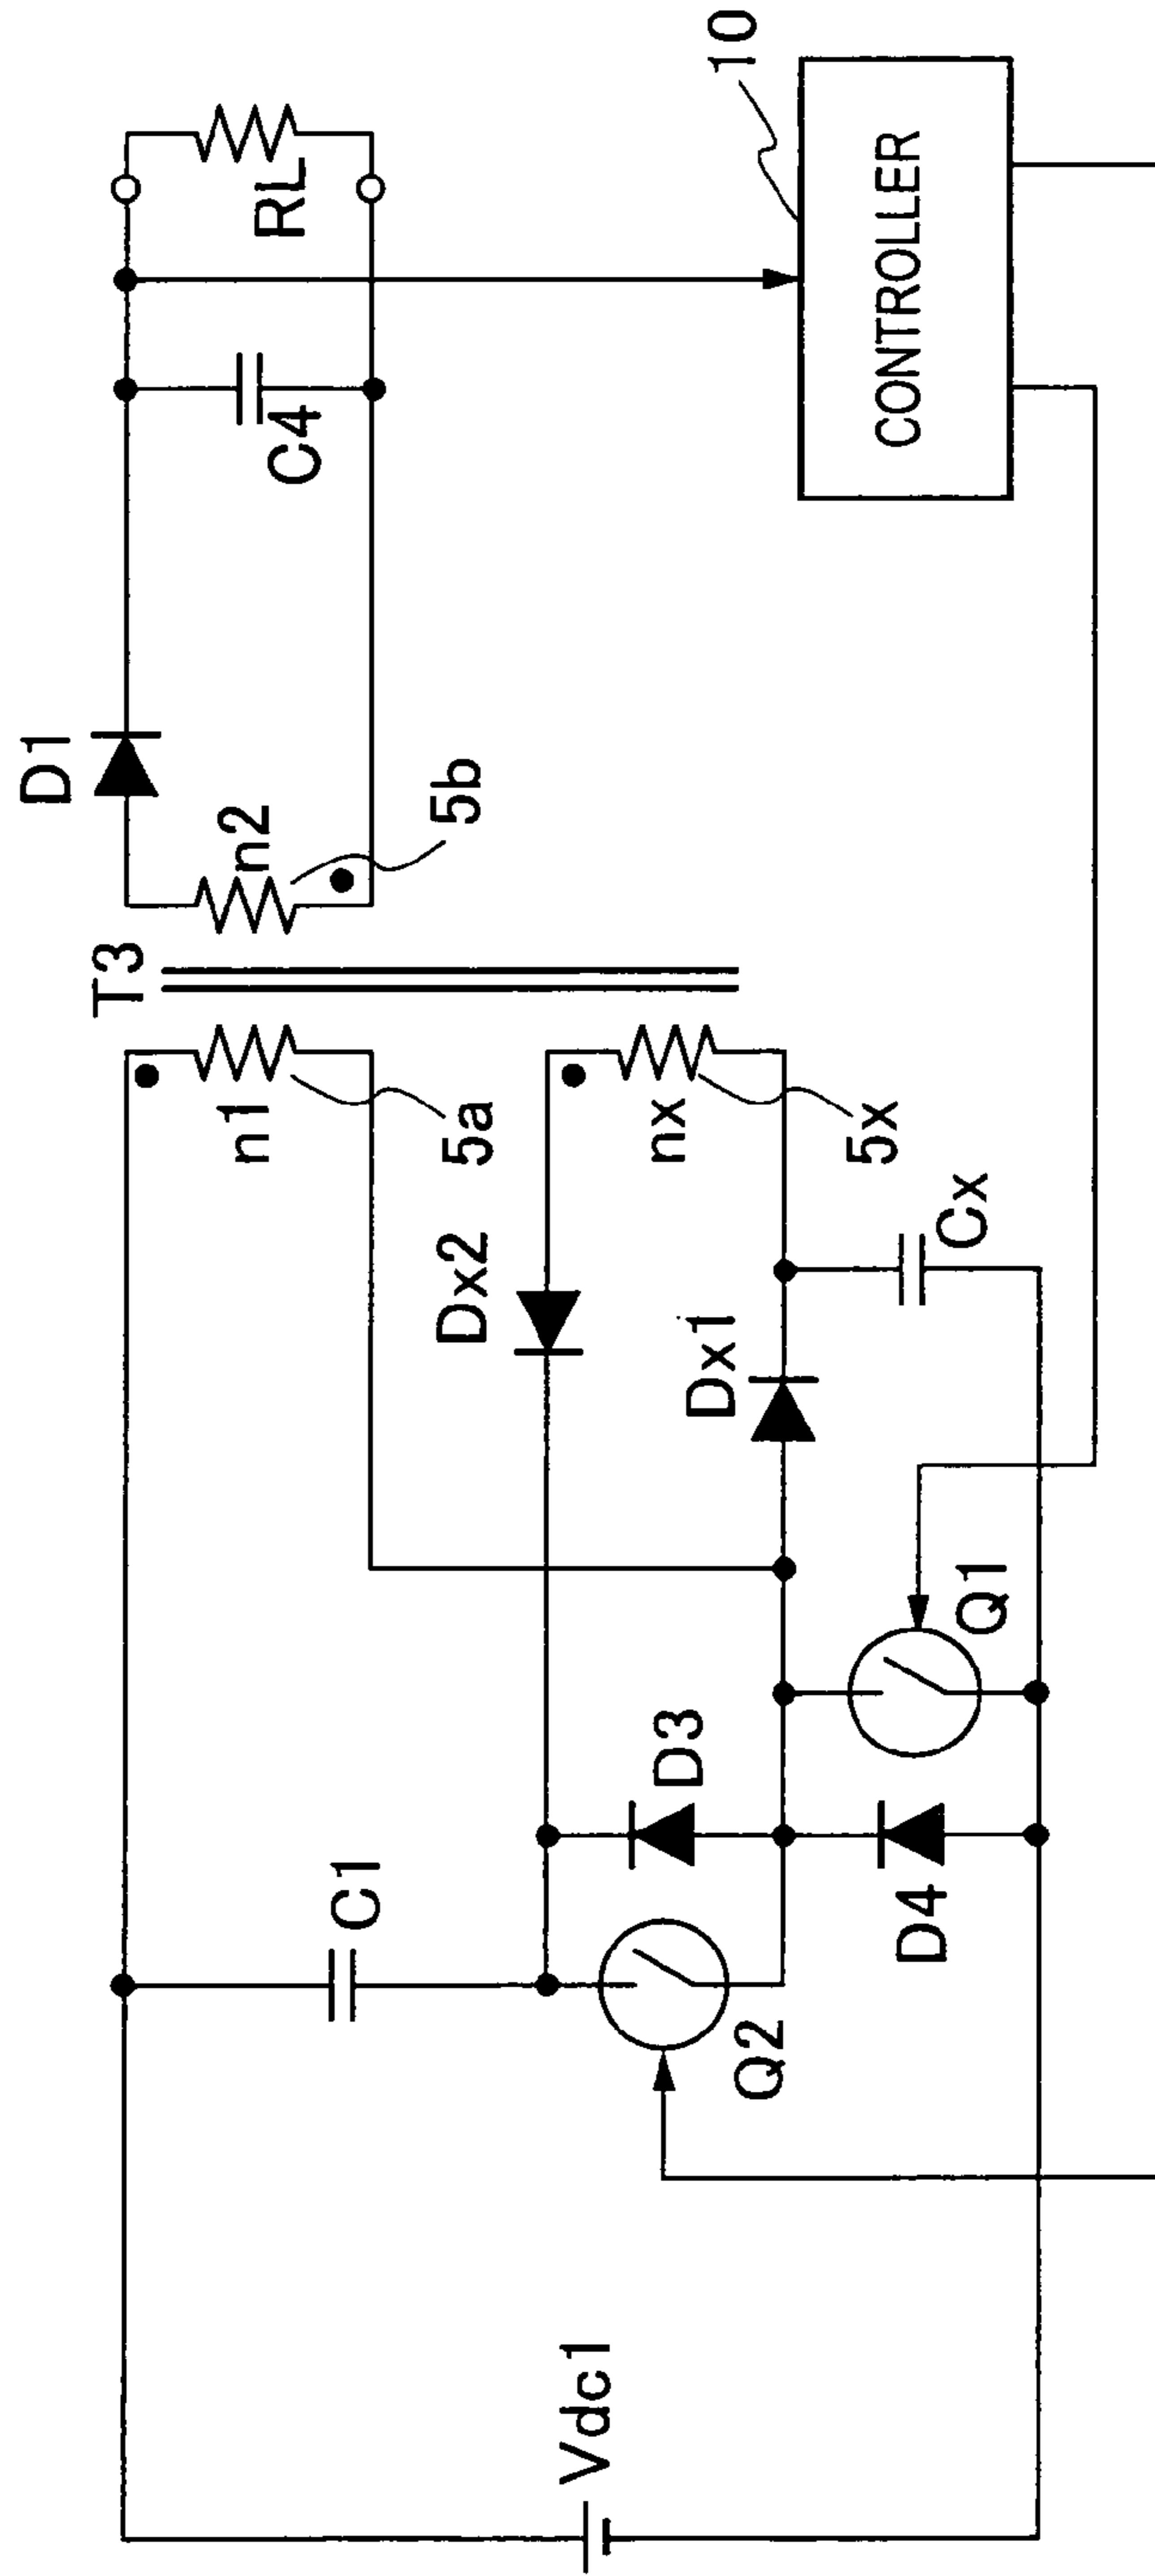 Vdc1
C1
Q2
D3
D4
Q1
Dx2
Dx1
Cx
n1
5a
nx
5x
T3
n2
5b
D1
C4
RL
10
CONTROLLER